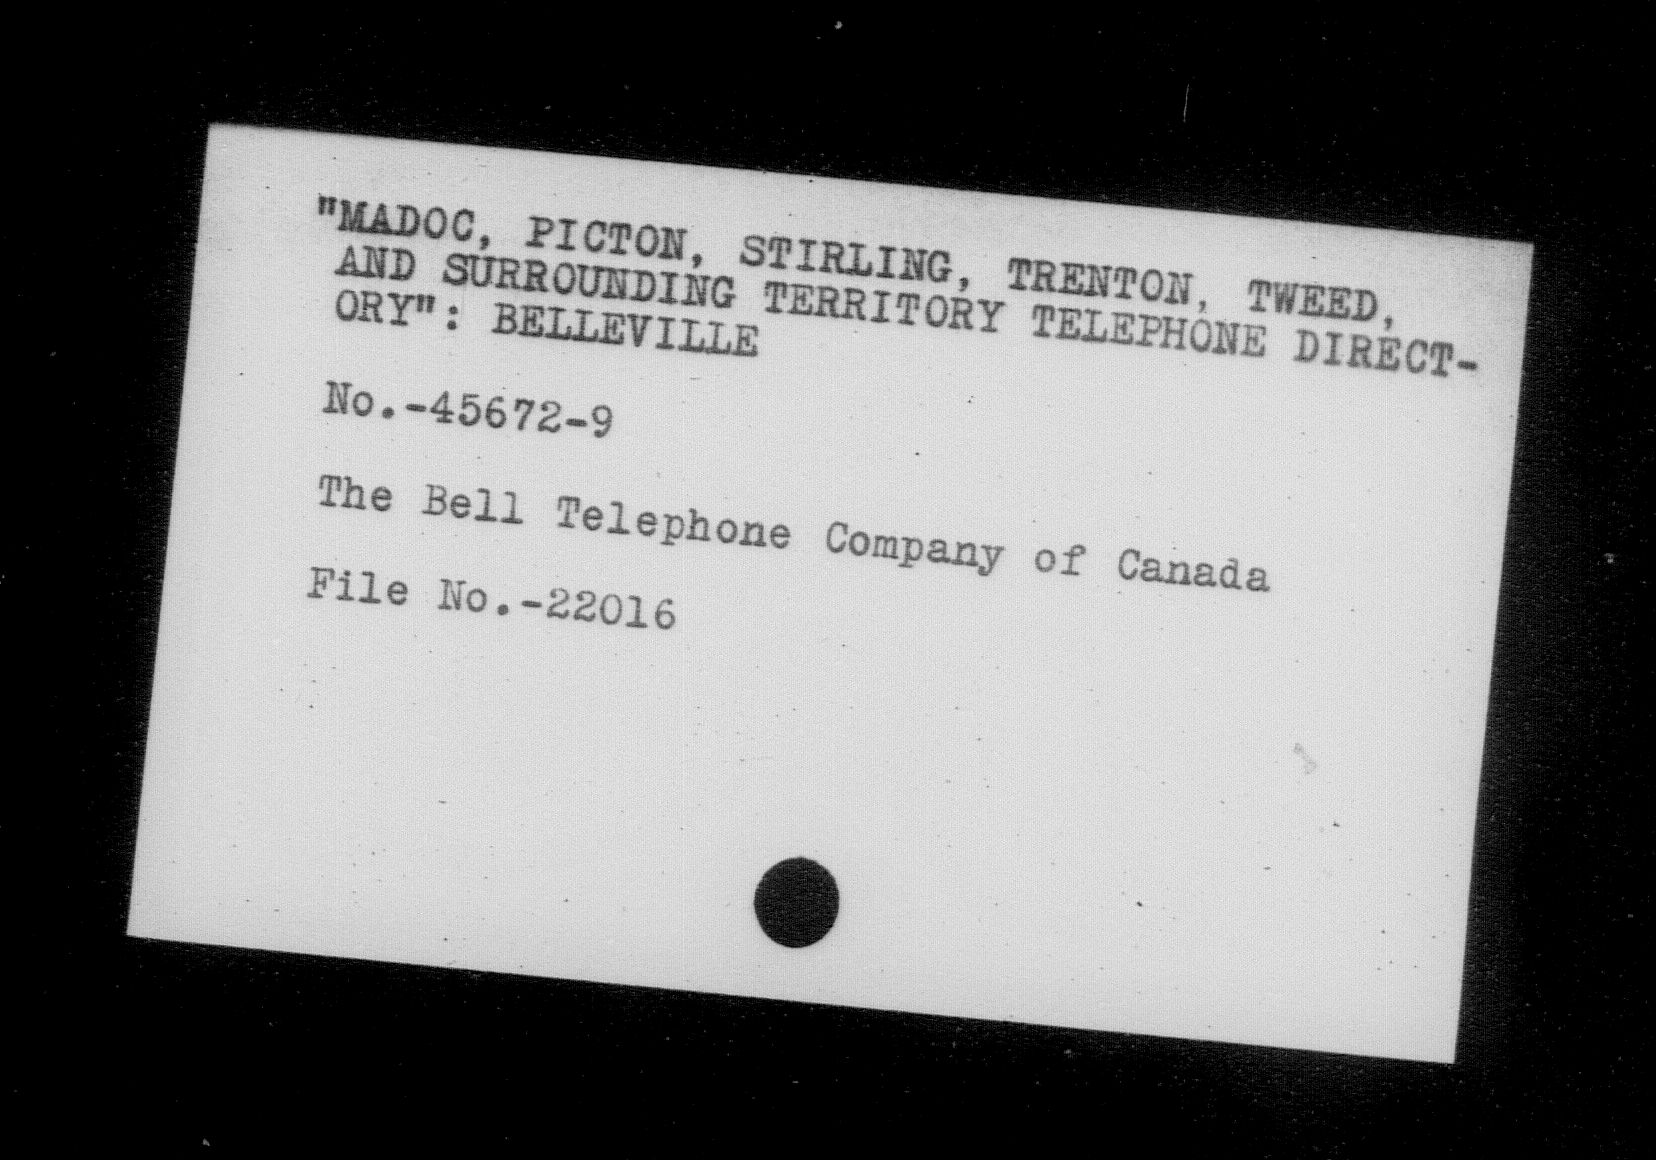 "MADOC, PICTON, STIRLING, TRENTON, TWEED,
AND SURROUNDING TERRITORY TELEPHONE DIRECT-
ORY": BELLEVILLE
No.-45672-9
The Bell Telephone Company of Canada
File No.-22016